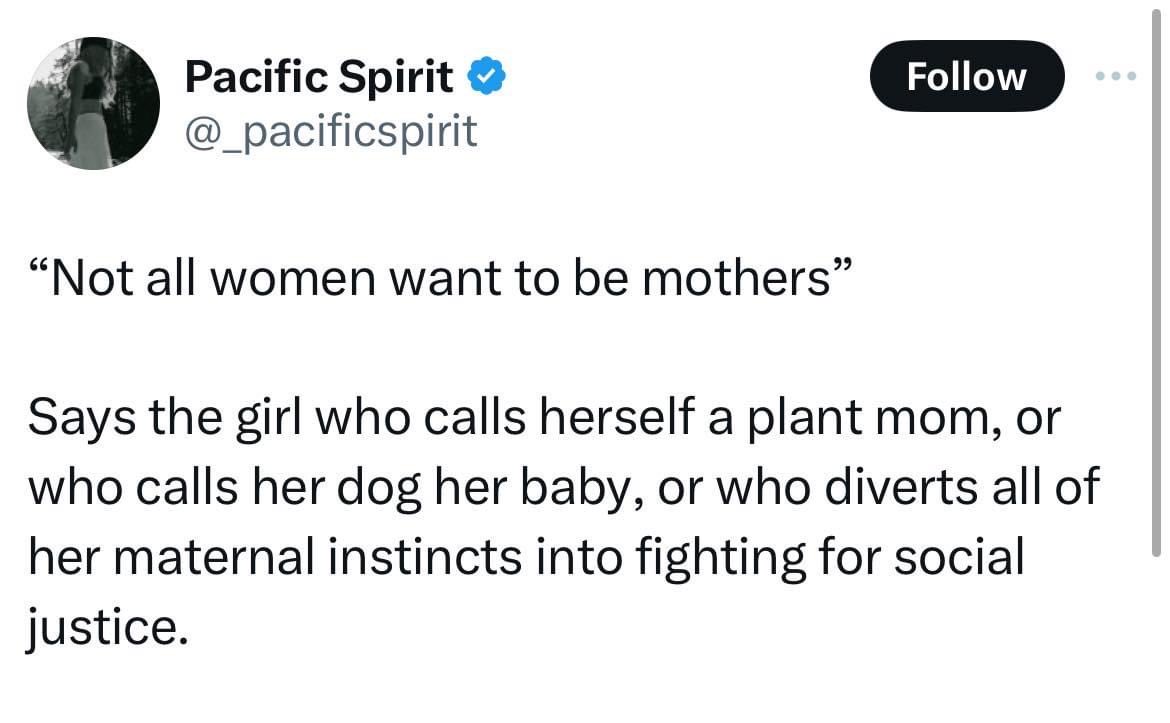 Pacific Spirit
Follow
@_pacificspirit
“Not all women want to be mothers”
Says the girl who calls herself a plant mom, or
who calls her dog her baby, or who diverts all of
her maternal instincts into fighting for social
justice.